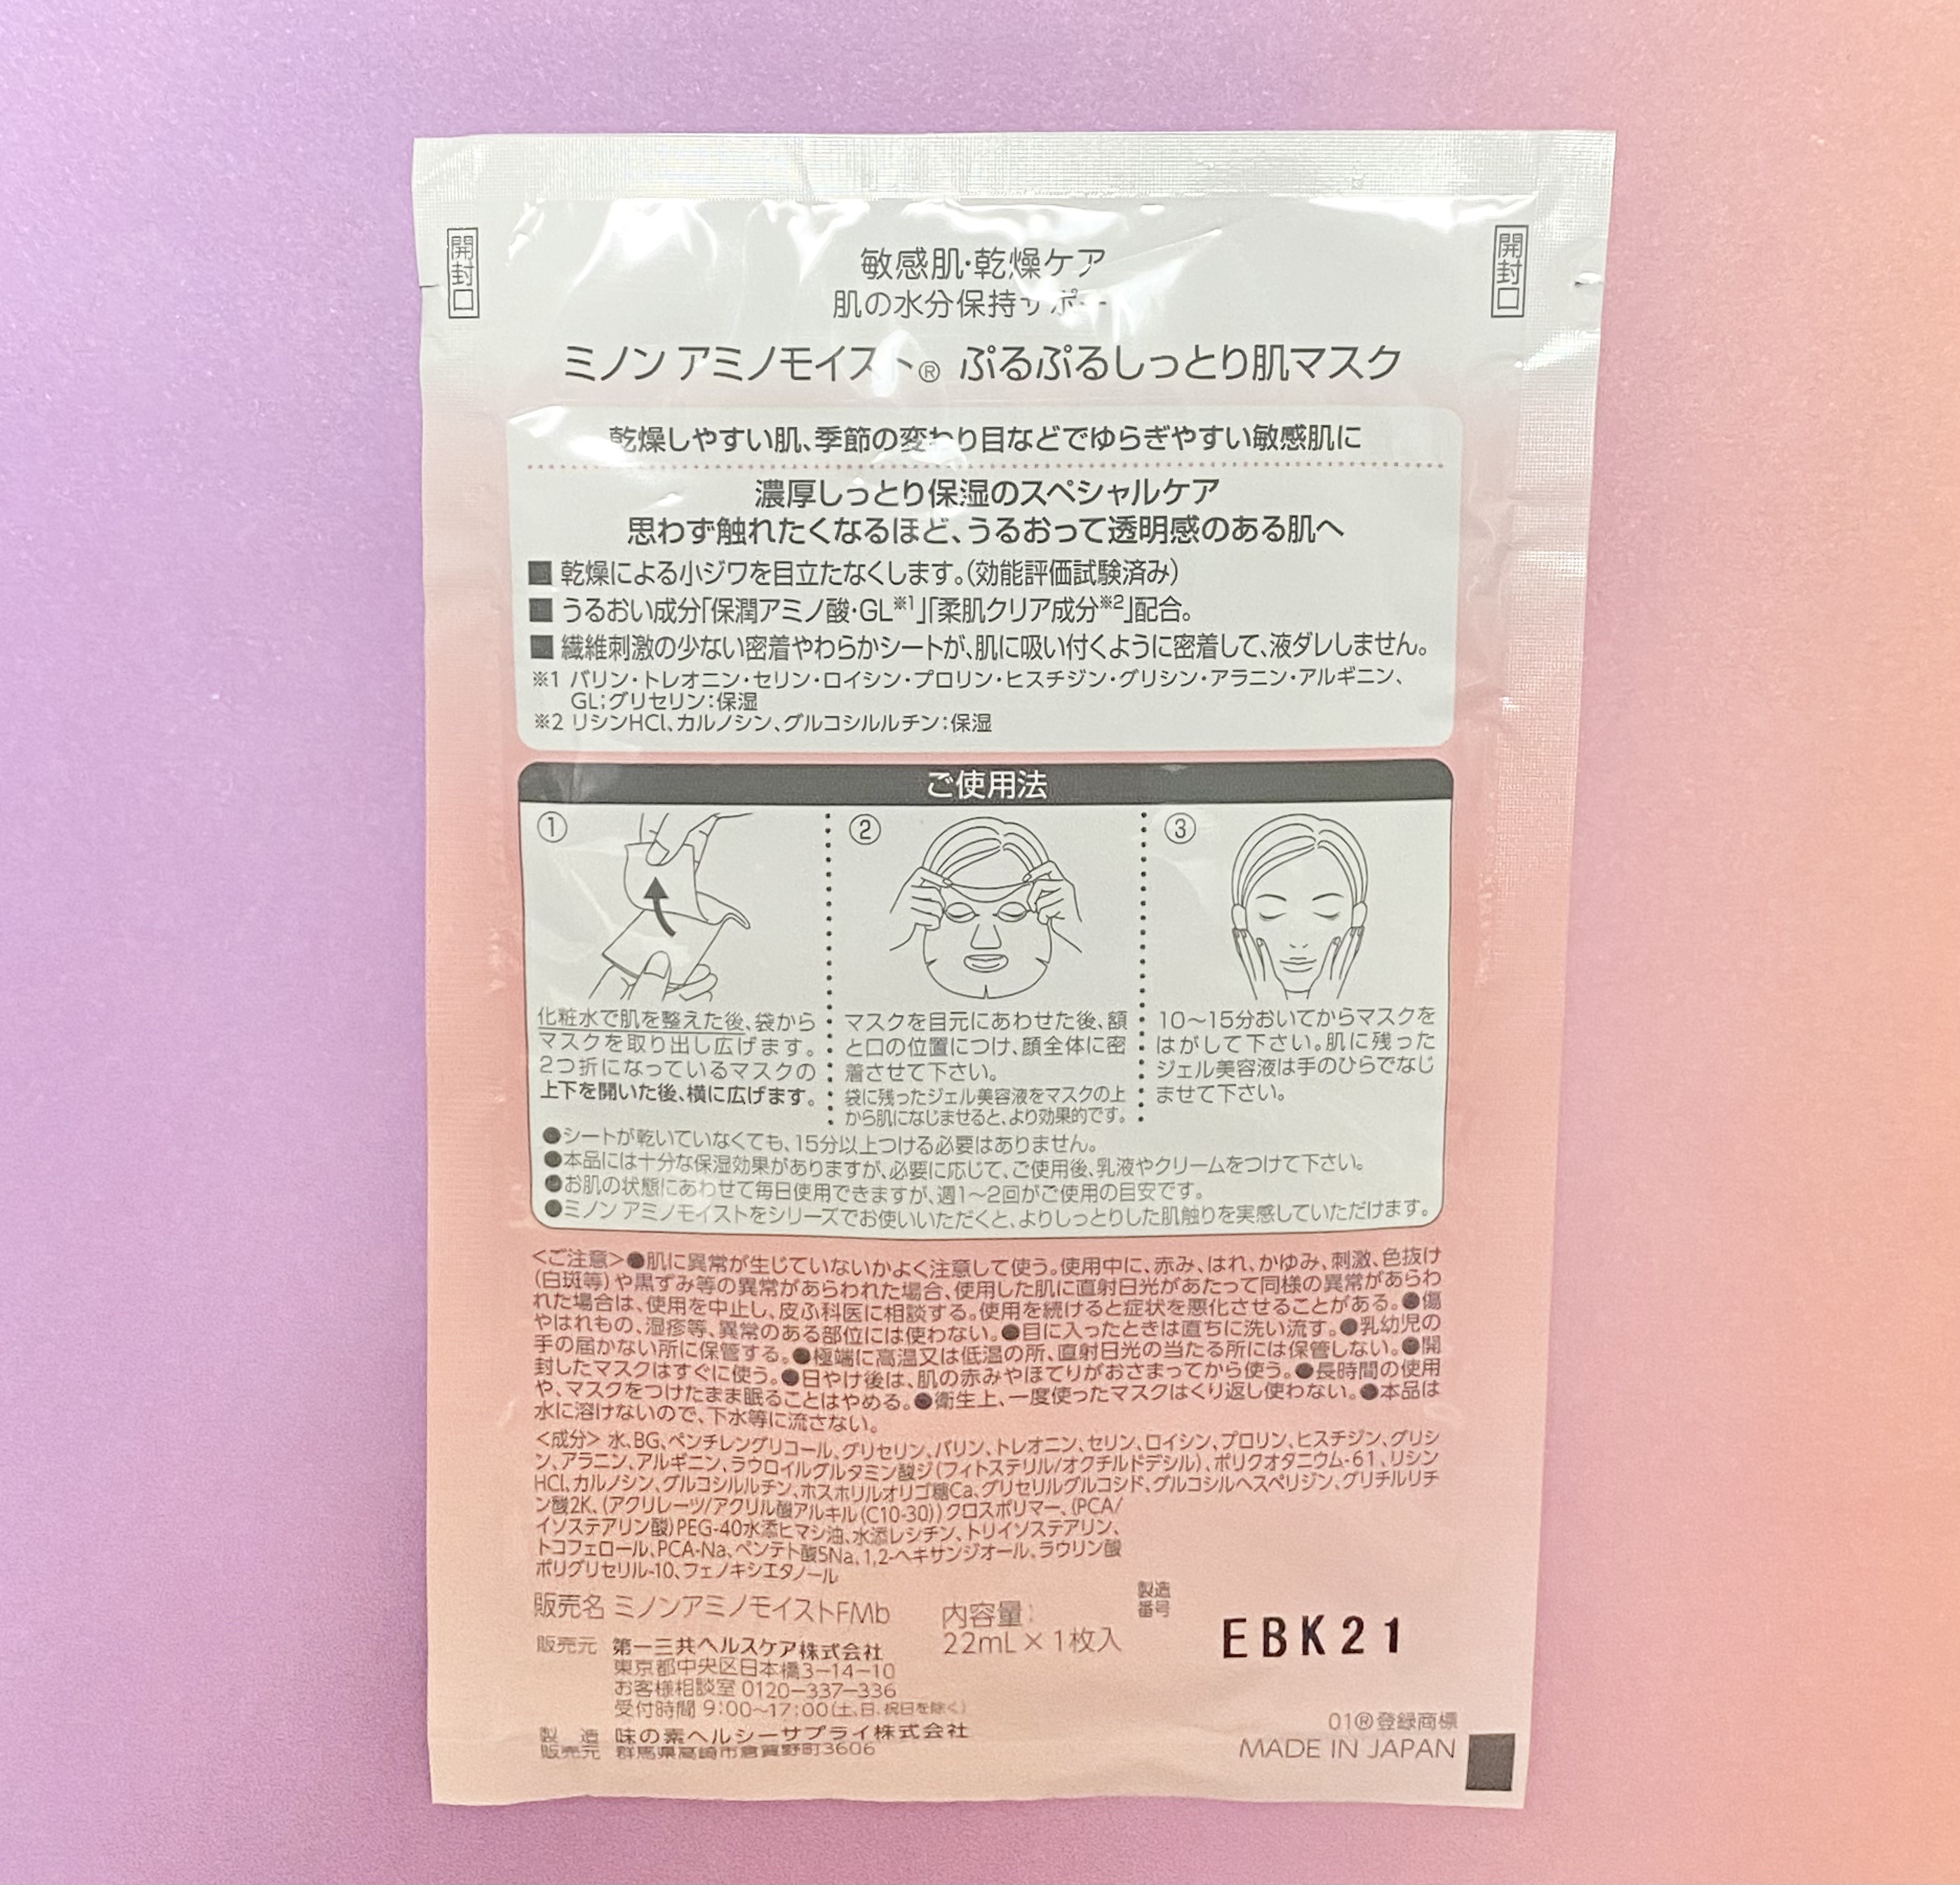 開封口
開封口
敏感肌・乾燥ケア
肌の水分保持サポート
ミノン アミノモイスト® ぷるぷるしっとり肌マスク
乾燥しやすい肌、季節の変わり目などでゆらぎやすい敏感肌に
濃厚しっとり保湿のスペシャルケア
思わず触れたくなるほど、うるおって透明感のある肌へ
■ 乾燥による小ジワを目立たなくします。(効能評価試験済み)
■ うるおい成分「保潤アミノ酸・GL※1」「柔肌クリア成分※2」配合。
■ 繊維刺激の少ない密着やわらかシートが、肌に吸い付くように密着して、液ダレしません。
※1 バリン・トレオニン・セリン・ロイシン・プロリン・ヒスチジン・グリシン・アラニン・アルギニン、
GL;グリセリン:保湿
※2 リシンHCl、カルノシン、グルコシルルチン:保湿
ご使用法
①
化粧水で肌を整えた後、袋から
マスクを取り出し広げます。
2つ折になっているマスクの
上下を開いた後、横に広げます。
②
マスクを目元にあわせた後、額
と口の位置につけ、顔全体に密
着させて下さい。
袋に残ったジェル美容液をマスクの上
から肌になじませると、より効果的です。
③
10〜15分おいてからマスクを
はがして下さい。肌に残った
ジェル美容液は手のひらでなじ
ませて下さい。
●シートが乾いていなくても、15分以上つける必要はありません。
●本品には十分な保湿効果がありますが、必要に応じて、ご使用後、乳液やクリームをつけて下さい。
●お肌の状態にあわせて毎日使用できますが、週1〜2回がご使用の目安です。
●ミノン アミノモイストをシリーズでお使いいただくと、よりしっとりした肌触りを実感していただけます。
<ご注意>●肌に異常が生じていないかよく注意して使う。使用中に、赤み、はれ、かゆみ、刺激、色抜け
(白斑等)や黒ずみ等の異常があらわれた場合、使用した肌に直射日光があたって同様の異常があらわ
れた場合は、使用を中止し、皮ふ科医に相談する。使用を続けると症状を悪化させることがある。●傷
やはれもの、湿疹等、異常のある部位には使わない。●目に入ったときは直ちに洗い流す。●乳幼児の
手の届かない所に保管する。●極端に高温又は低温の所、直射日光の当たる所には保管しない。●開
封したマスクはすぐに使う。●日やけ後は、肌の赤みやほてりがおさまってから使う。●長時間の使用
や、マスクをつけたまま眠ることはやめる。●衛生上、一度使ったマスクはくり返し使わない。●本品は
水に溶けないので、下水等に流さない。
<成分> 水、BG、ペンチレングリコール、グリセリン、バリン、トレオニン、セリン、ロイシン、プロリン、ヒスチジン、グリシ
ン、アラニン、アルギニン、ラウロイルグルタミン酸ジ(フィトステリル/オクチルドデシル)、ポリクオタニウム-61、リシン
HCl、カルノシン、グルコシルルチン、ホスホリルオリゴ糖Ca、グリセリルグルコシド、グルコシルヘスペリジン、グリチルリチ
ン酸2K、(アクリレーツ/アクリル酸アルキル(C10-30))クロスポリマー、(PCA/
イソステアリン酸)PEG-40水添ヒマシ油、水添レシチン、トリイソステアリン、
トコフェロール、PCA-Na、ペンテト酸5Na、1,2-ヘキサンジオール、ラウリン酸
ポリグリセリル-10、フェノキシエタノール
販売名 ミノンアミノモイストFMb
販売元 第一三共ヘルスケア株式会社
東京都中央区日本橋3−14−10
お客様相談室 0120−337−336
受付時間 9:00〜17:00(土、日、祝日を除く)
製造
販売元 味の素ヘルシーサプライ株式会社
群馬県高崎市倉賀野町3606
内容量:
22mL×1枚入
製造
番号
EBK21
01®登録商標
MADE IN JAPAN